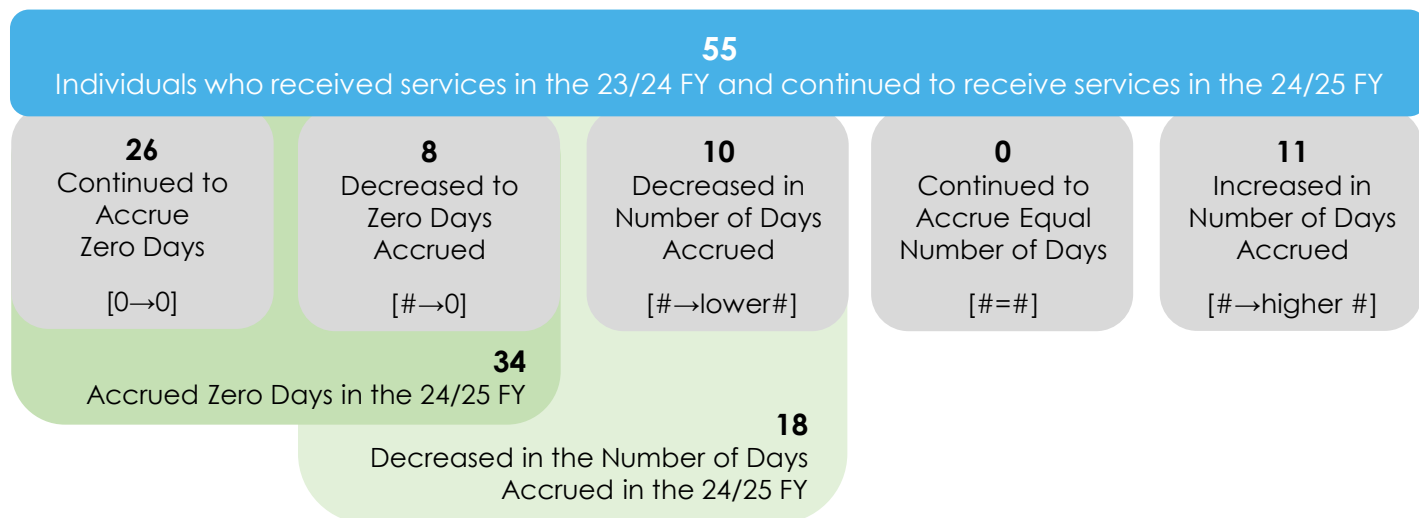 55
Individuals who received services in the 23/24 FY and continued to receive services in the 24/25 FY
26
Continued to
Accrue
Zero Days
[0→0]
8
Decreased to
Zero Days
Accrued
[#→0]
10
Decreased in
Number of Days
Accrued
[#→lower#]
0
Continued to
Accrue Equal
Number of Days
[#=#]
11
Increased in
Number of Days
Accrued
[#→higher #]
34
Accrued Zero Days in the 24/25 FY
18
Decreased in the Number of Days
Accrued in the 24/25 FY